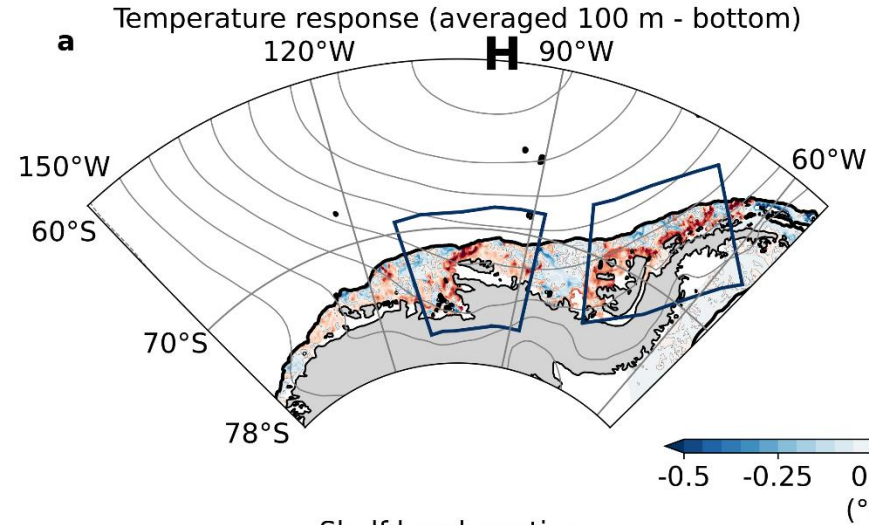 Temperature response (averaged 100 m - bottom)
a
120°W
H
90°W
150°W
60°W
60°S
70°S
78°S
-0.5 -0.25 0
(°